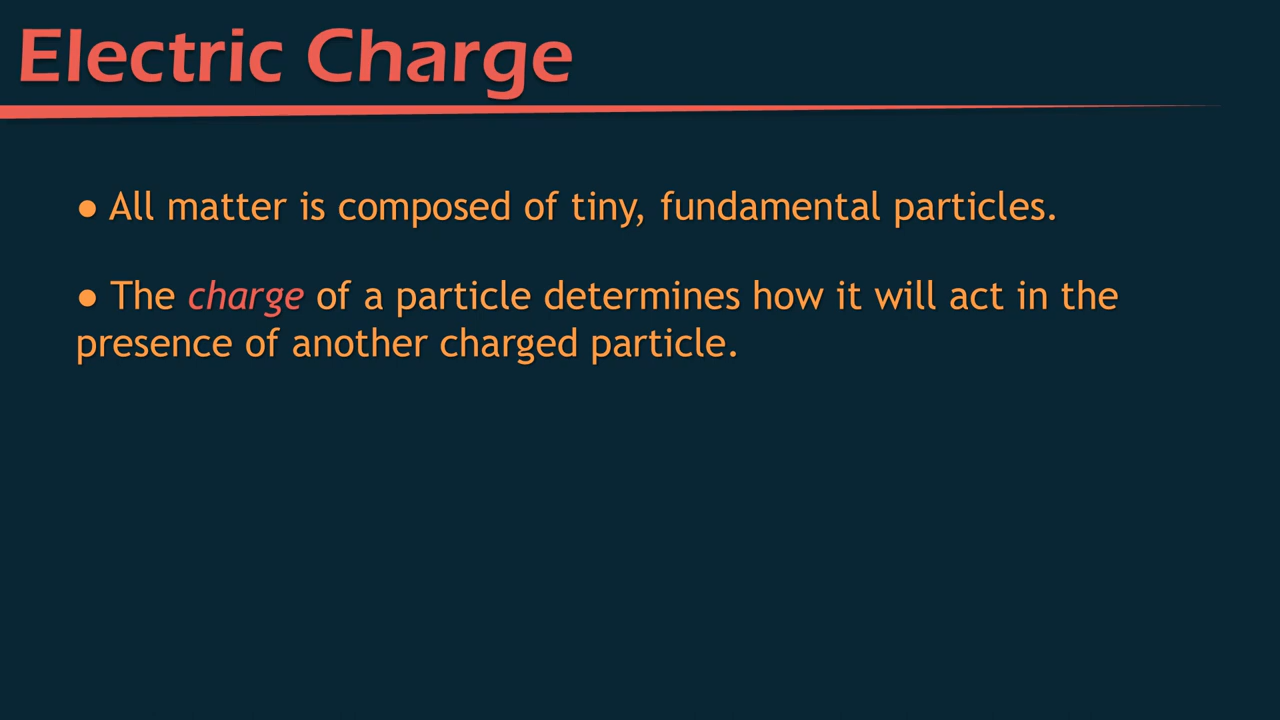 Electric Charge
● All matter is composed of tiny, fundamental particles.
● The charge of a particle determines how it will act in the
presence of another charged particle.